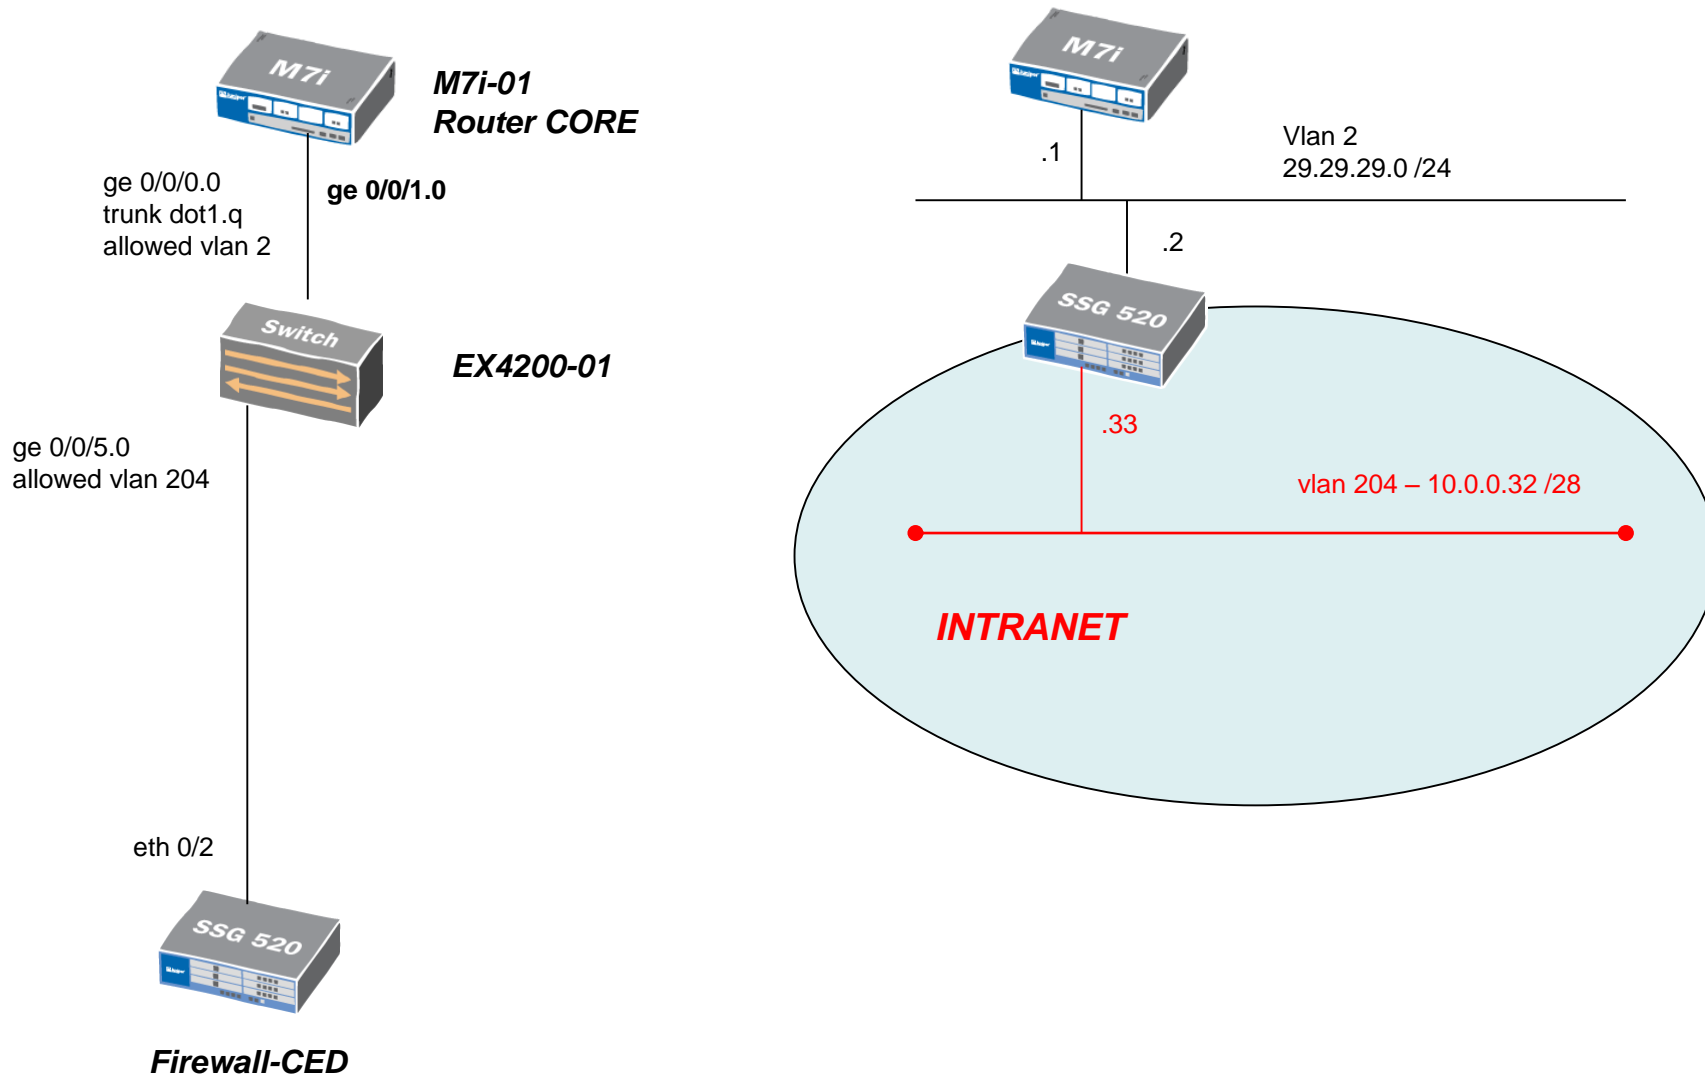 M7i
M7i-01
Router CORE
ge 0/0/0.0
trunk dot1.q
allowed vlan 2
ge 0/0/1.0
Switch
EX4200-01
ge 0/0/5.0
allowed vlan 204
eth 0/2
SSG 520
Firewall-CED
M7i
.1
Vlan 2
29.29.29.0 /24
.2
SSG 520
.33
vlan 204 – 10.0.0.32 /28
INTRANET